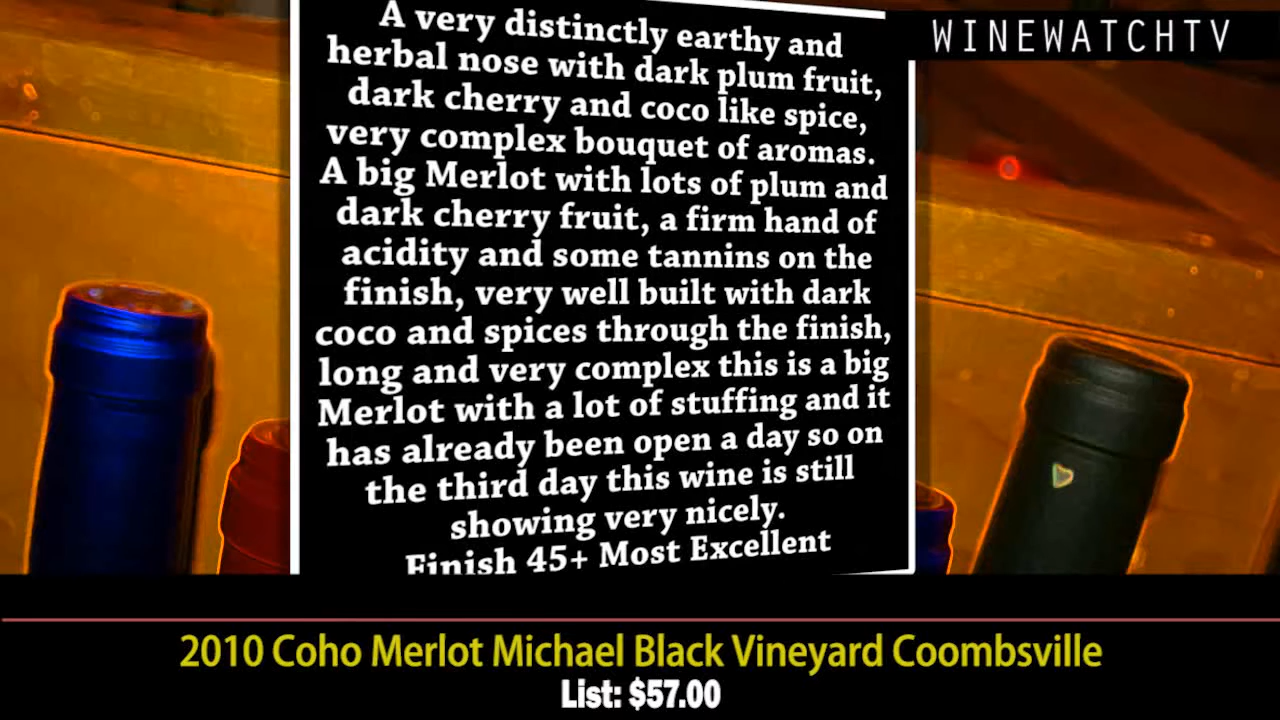 WINEWATCHTV
A very distinctly earthy and
herbal nose with dark plum fruit,
dark cherry and coco like spice,
very complex bouquet of aromas.
A big Merlot with lots of plum and
dark cherry fruit, a firm hand of
acidity and some tannins on the
finish, very well built with dark
coco and spices through the finish,
long and very complex this is a big
Merlot with a lot of stuffing and it
has already been open a day so on
the third day this wine is still
showing very nicely.
Finish 45+ Most Excellent
2010 Coho Merlot Michael Black Vineyard Coombsville
List: $57.00